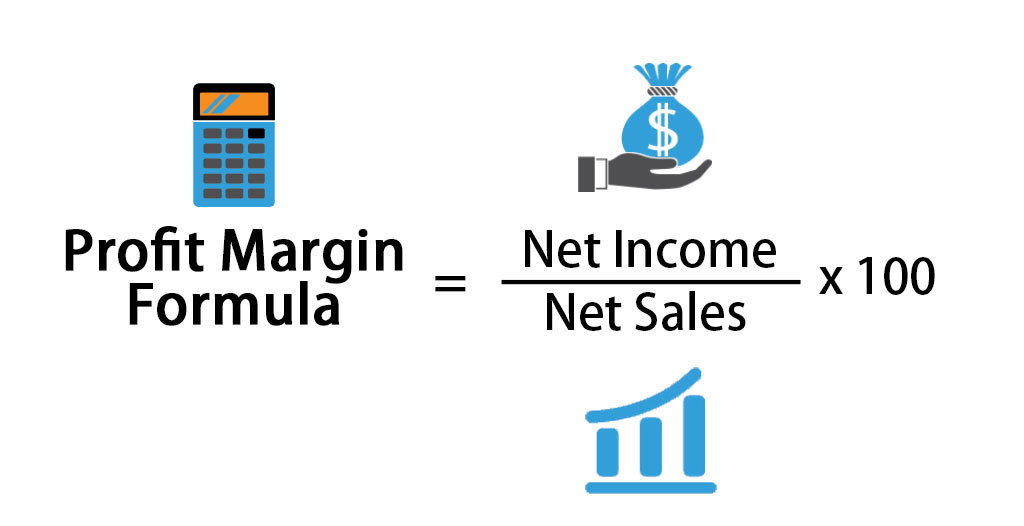 $
Profit Margin
Formula
=
Net Income
Net Sales
x 100